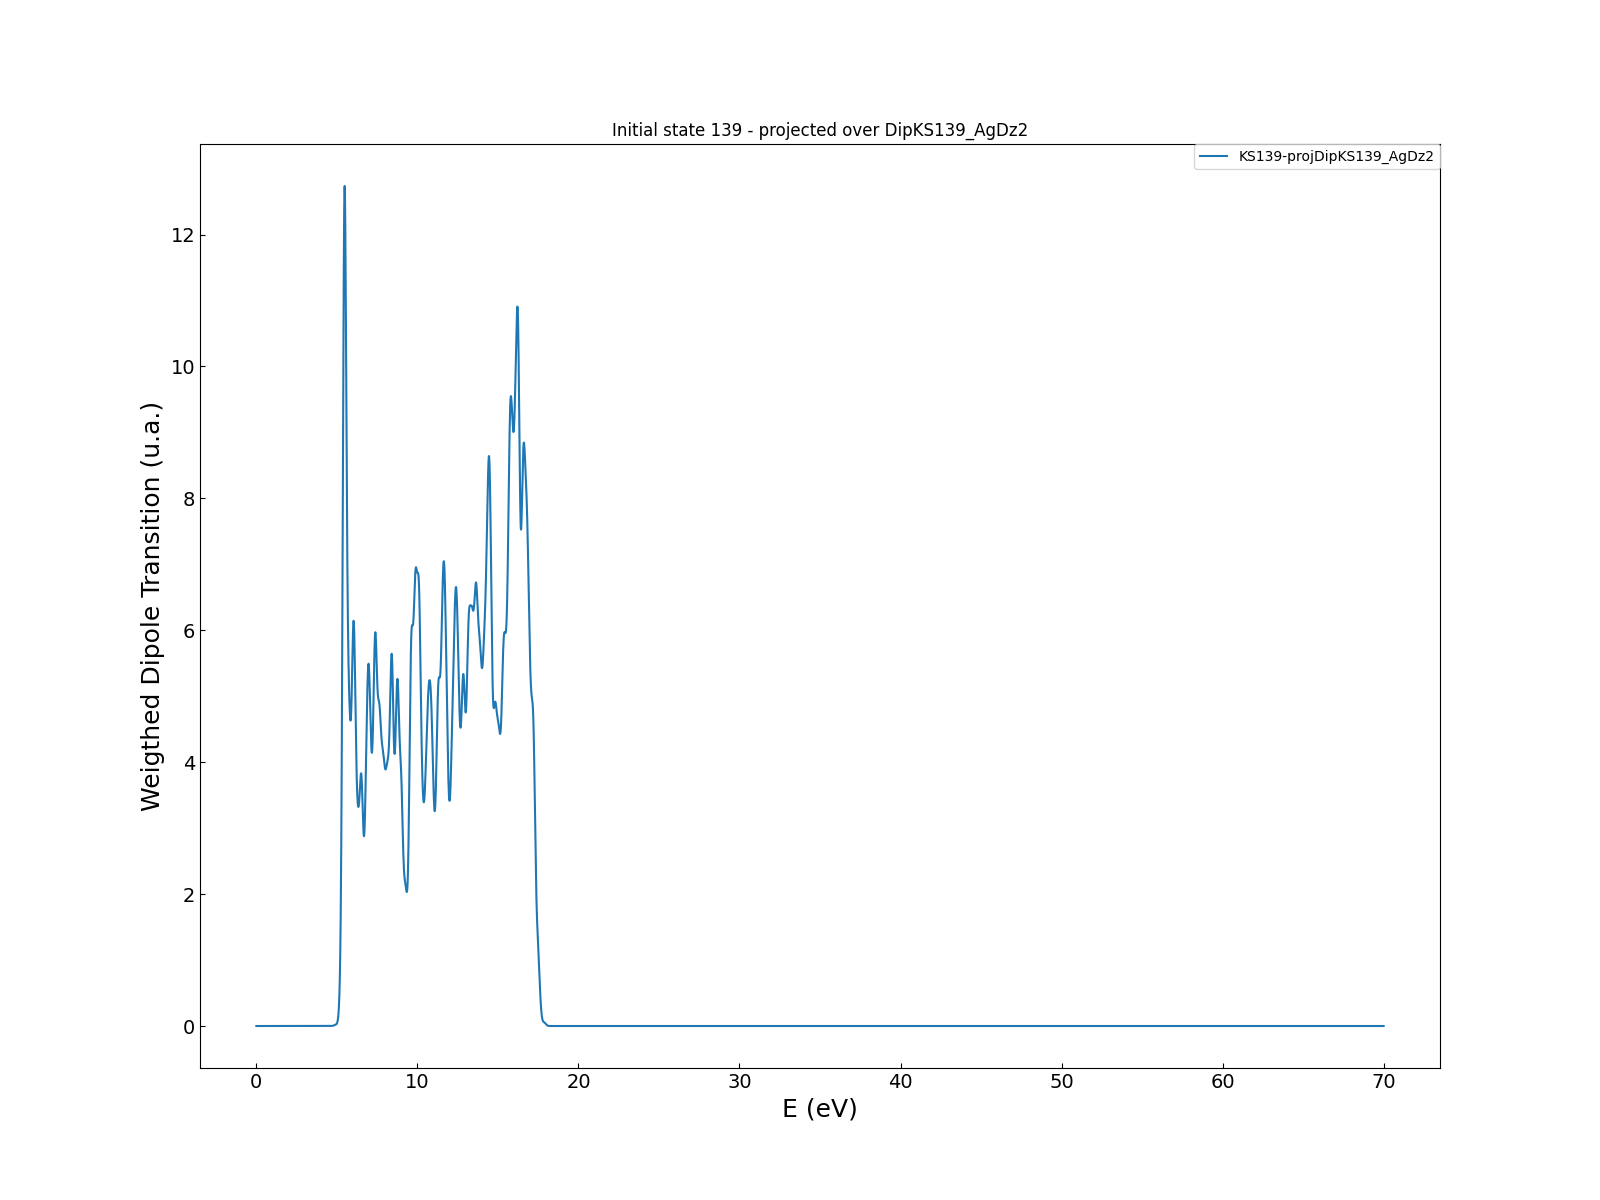 Initial state 139 - projected over DipKS139_AgDz2
KS139-projDipKS139_AgDz2
Weigthed Dipole Transition (u.a.)
12
10
8
6
4
2
0
0 10 20 30 40 50 60 70
E (eV)